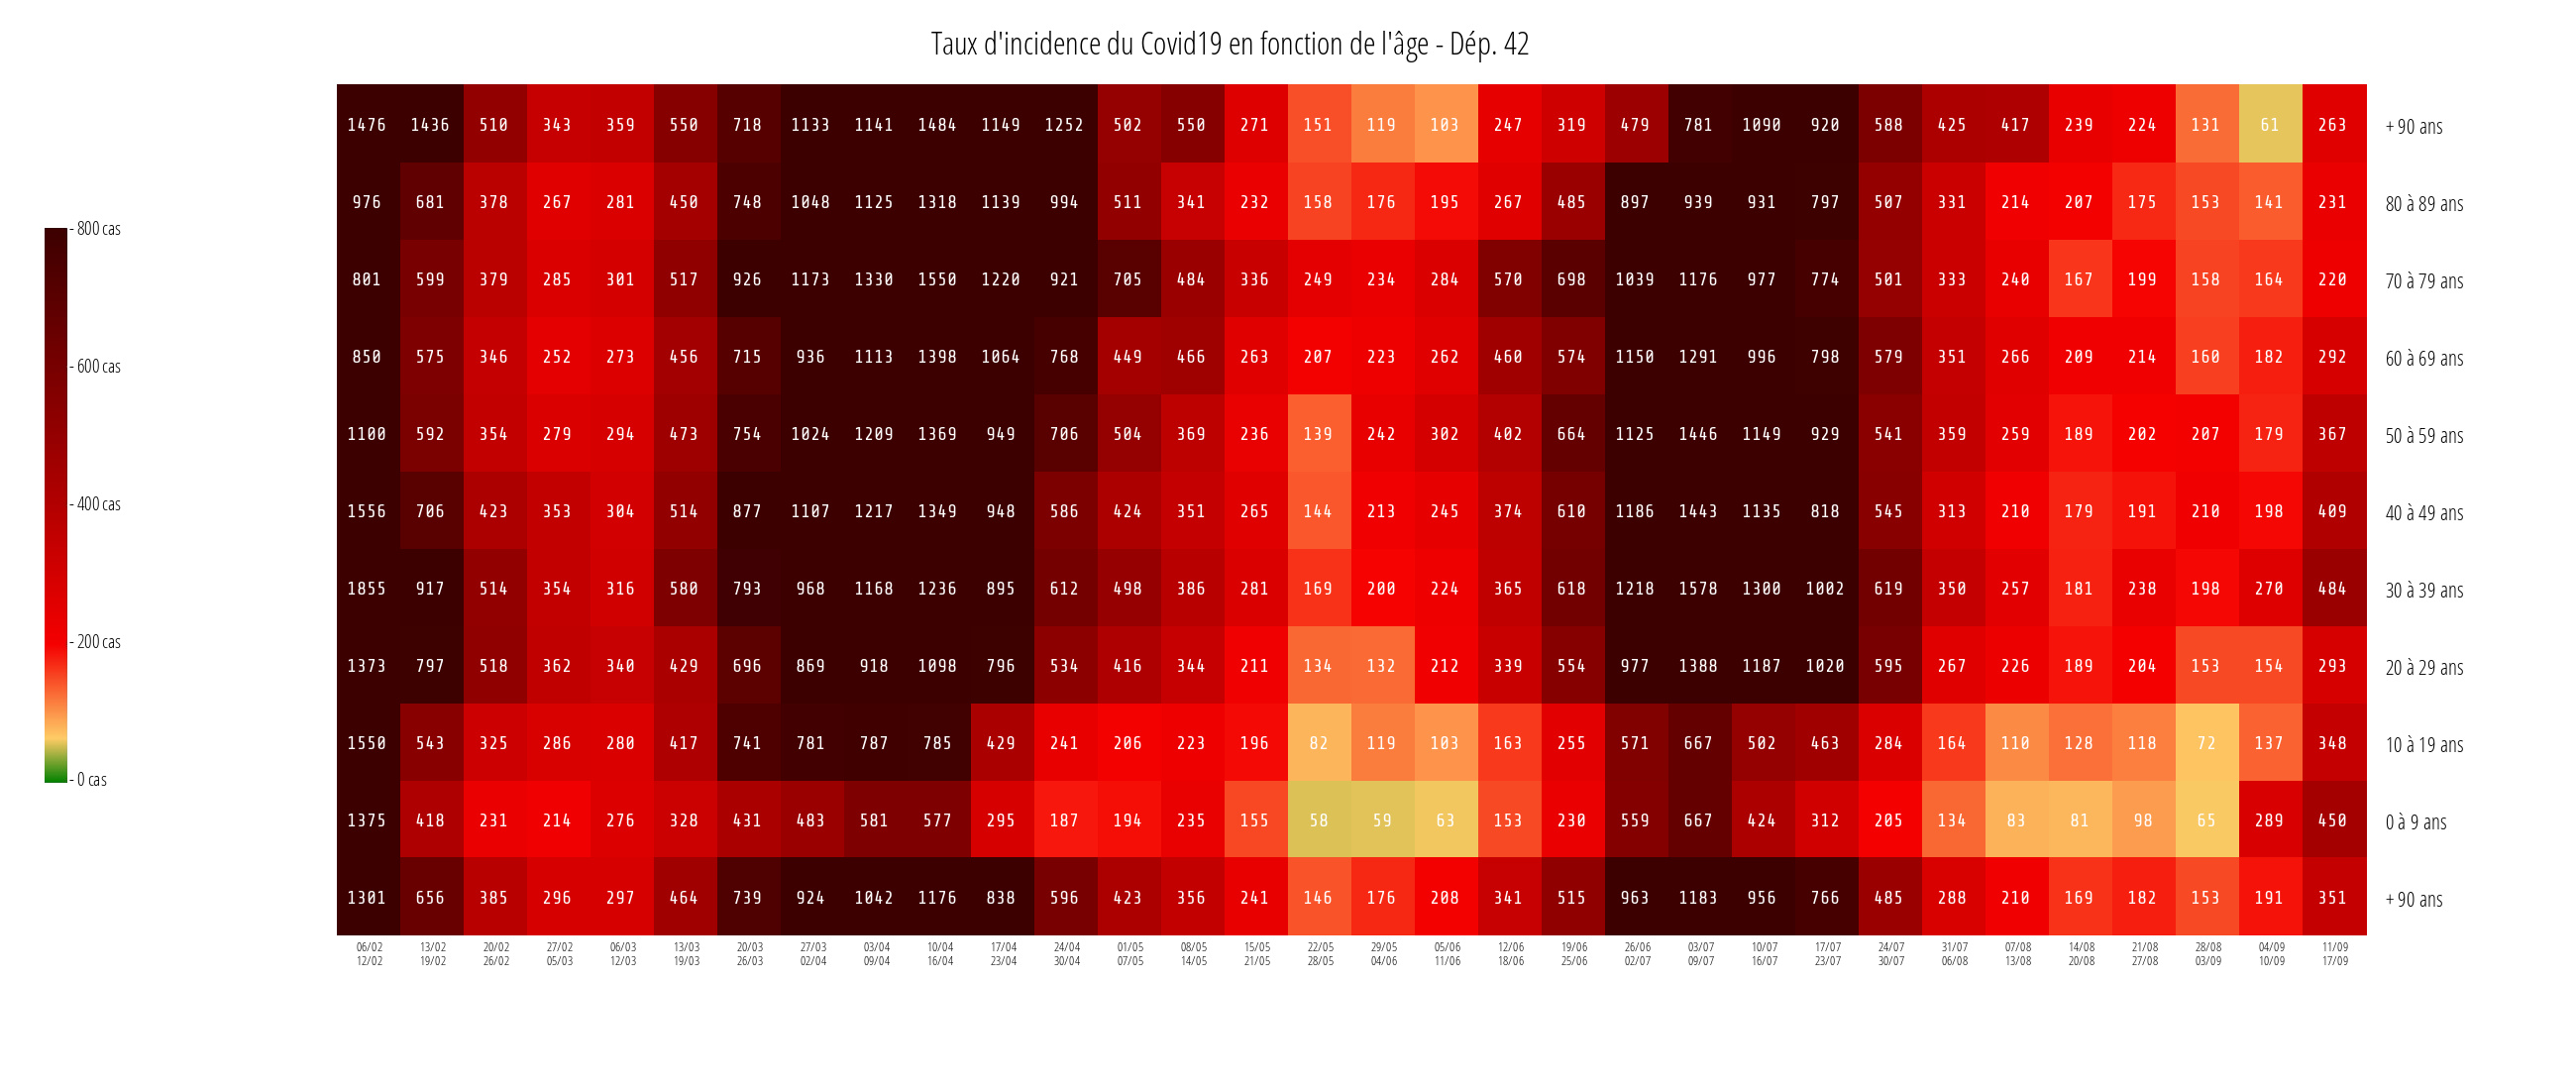 Taux d'incidence du Covid19 en fonction de l'âge - Dép. 42
1476 1436 510 343 359 550 718 1133 1141 1484 1149 1252 502 550 271 151 119 103 247 319 479 781 1090 920 588 425 417 239 224 131 61 263 + 90 ans
976 681 378 267 281 450 748 1048 1125 1318 1139 994 511 341 232 158 176 195 267 485 897 939 931 797 507 331 214 207 175 153 141 231 80 à 89 ans
- 800 cas
801 599 379 285 301 517 926 1173 1330 1550 1220 921 705 484 336 249 234 284 570 698 1039 1176 977 774 501 333 240 167 199 158 164 220 70 à 79 ans
850 575 346 252 273 456 715 936 1113 1398 1064 768 449 466 263 207 223 262 460 574 1150 1291 996 798 579 351 266 209 214 160 182 292 60 à 69 ans
- 600 cas
1100 592 354 279 294 473 754 1024 1209 1369 949 706 504 369 236 139 242 302 402 664 1125 1446 1149 929 541 359 259 189 202 207 179 367 50 à 59 ans
- 400 cas
1556 706 423 353 304 514 877 1107 1217 1349 948 586 424 351 265 144 213 245 374 610 1186 1443 1135 818 545 313 210 179 191 210 198 409 40 à 49 ans
1855 917 514 354 316 580 793 968 1168 1236 895 612 498 386 281 169 200 224 365 618 1218 1578 1300 1002 619 350 257 181 238 198 270 484 30 à 39 ans
- 200 cas
1373 797 518 362 340 429 696 869 918 1098 796 534 416 344 211 134 132 212 339 554 977 1388 1187 1020 595 267 226 189 204 153 154 293 20 à 29 ans
1550 543 325 286 280 417 741 781 787 785 429 241 206 223 196 82 119 103 163 255 571 667 502 463 284 164 110 128 118 72 137 348 10 à 19 ans
- 0 cas
1375 418 231 214 276 328 431 483 581 577 295 187 194 235 155 58 59 63 153 230 559 667 424 312 205 134 83 81 98 65 289 450 0 à 9 ans
1301 656 385 296 297 464 739 924 1042 1176 838 596 423 356 241 146 176 208 341 515 963 1183 956 766 485 288 210 169 182 153 191 351 + 90 ans
06/02 13/02 20/02 27/02 06/03 13/03 20/03 27/03 03/04 10/04 17/04 24/04 01/05 08/05 15/05 22/05 29/05 05/06 12/06 19/06 26/06 03/07 10/07 17/07 24/07 31/07 07/08 14/08 21/08 28/08 04/09 11/09
12/02 19/02 26/02 05/03 12/03 19/03 26/03 02/04 09/04 16/04 23/04 30/04 07/05 14/05 21/05 28/05 04/06 11/06 18/06 25/06 02/07 09/07 16/07 23/07 30/07 06/08 13/08 20/08 27/08 03/09 10/09 17/09